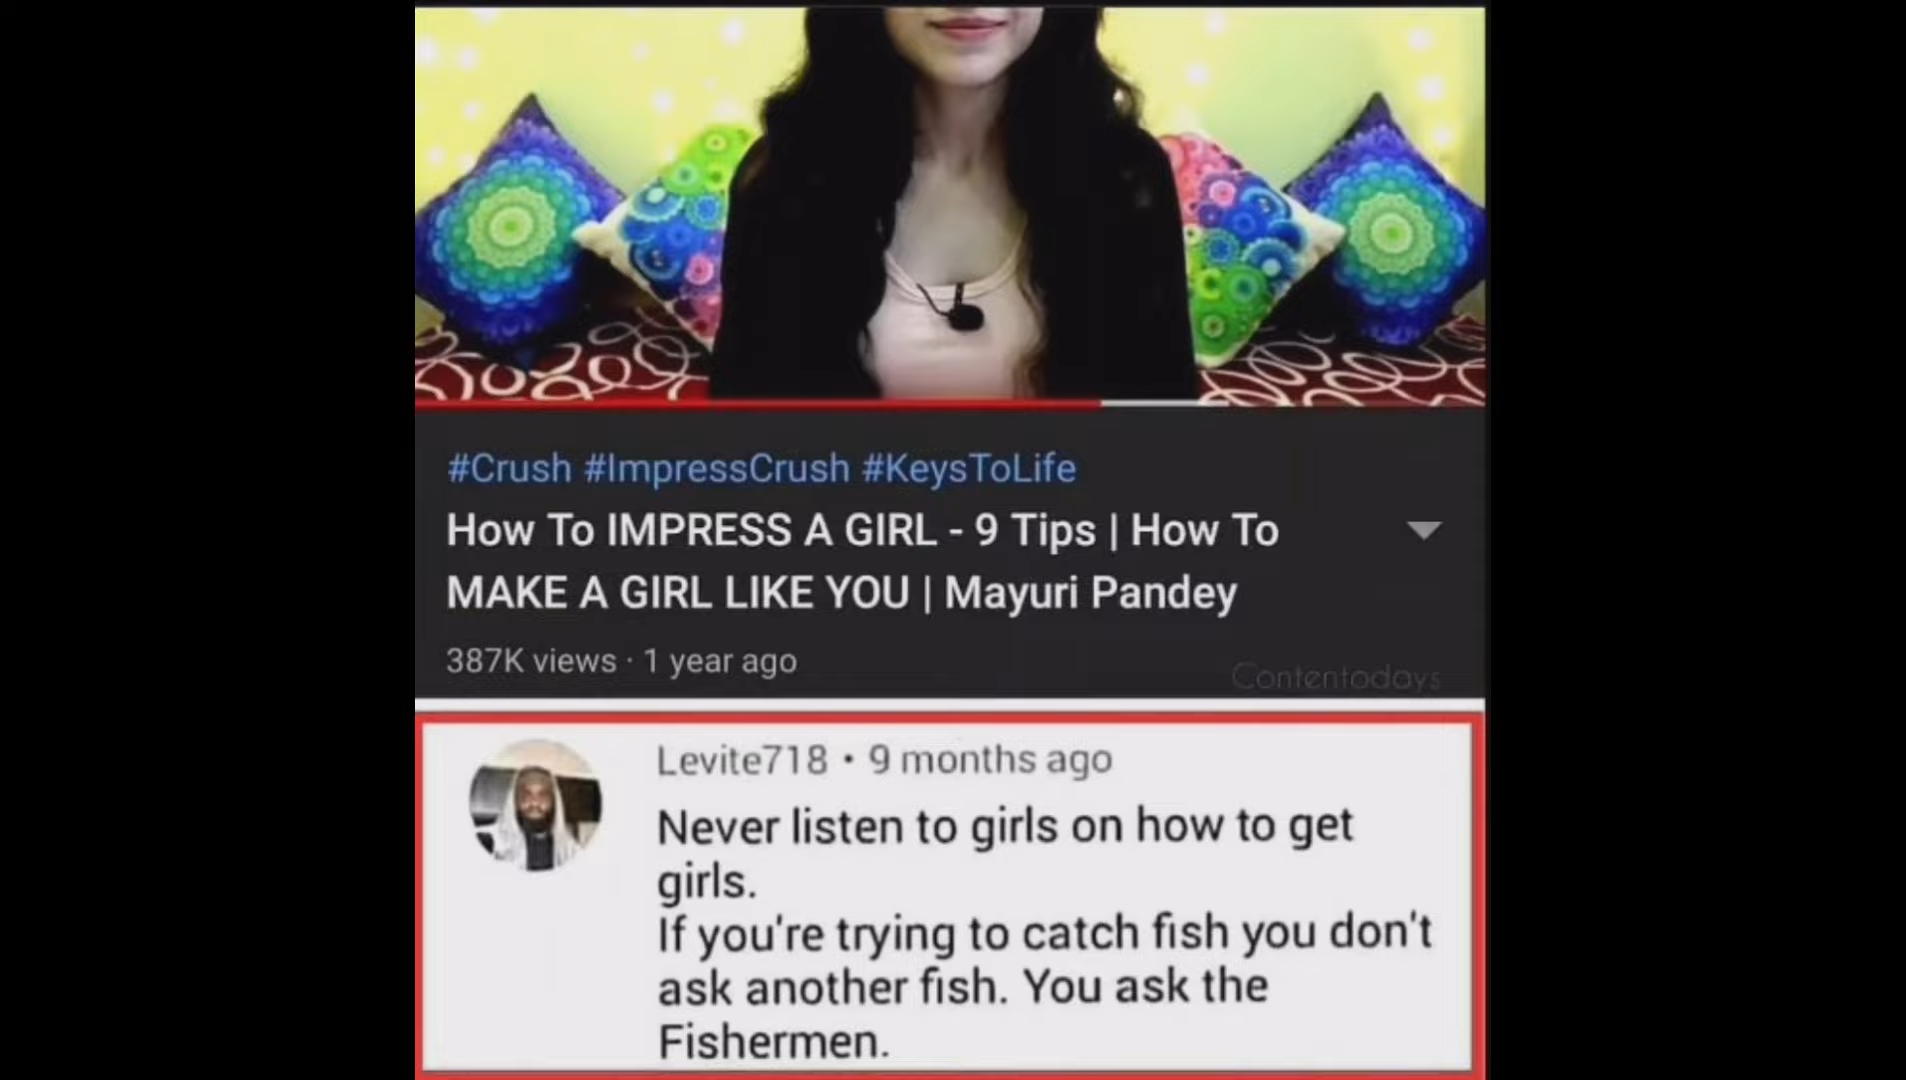 #Crush #ImpressCrush #KeysToLife
How To IMPRESS A GIRL - 9 Tips | How To
MAKE A GIRL LIKE YOU | Mayuri Pandey
387K views · 1 year ago
Contentodays
Levite718 • 9 months ago
Never listen to girls on how to get
girls.
If you're trying to catch fish you don't
ask another fish. You ask the
Fishermen.